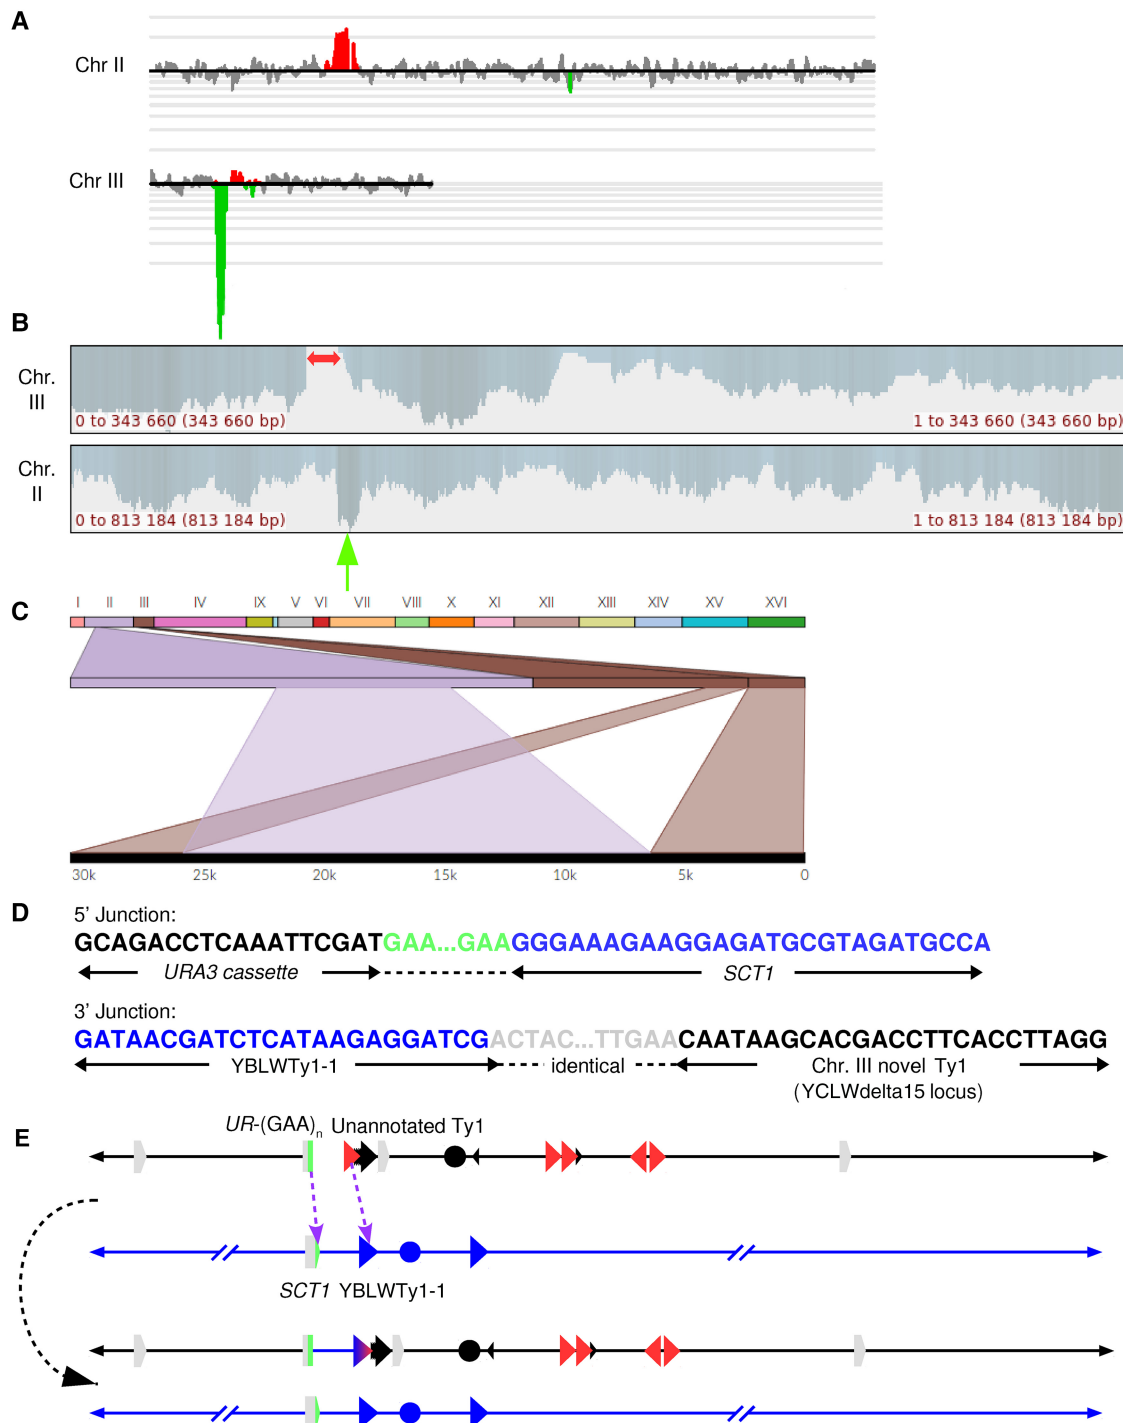 A
Chr II
Chr III
B
Chr.
III
0 to 343 660 (343 660 bp)
1 to 343 660 (343 660 bp)
Chr.
II
0 to 813 184 (813 184 bp)
1 to 813 184 (813 184 bp)
C
I II III IV IX V VI VII VIII X XI XII XIII XIV XV XVI
30k 25k 20k 15k 10k 5k 0
D
5’ Junction:
GCAGACCTCAAATTCGATGAA...GAAGGGAAAGAAGGAGATGCGTAGATGCCA
URA3 cassette SCT1
3’ Junction:
GATAACGATCTCATAAGAGGATCGACTAC...TTGAACAATAAGCACGACCTTCACCTTAGG
YBLWTy1-1 identical Chr. III novel Ty1
(YCLWdelta15 locus)
E
UR-(GAA)n Unannotated Ty1
SCT1 YBLWTy1-1